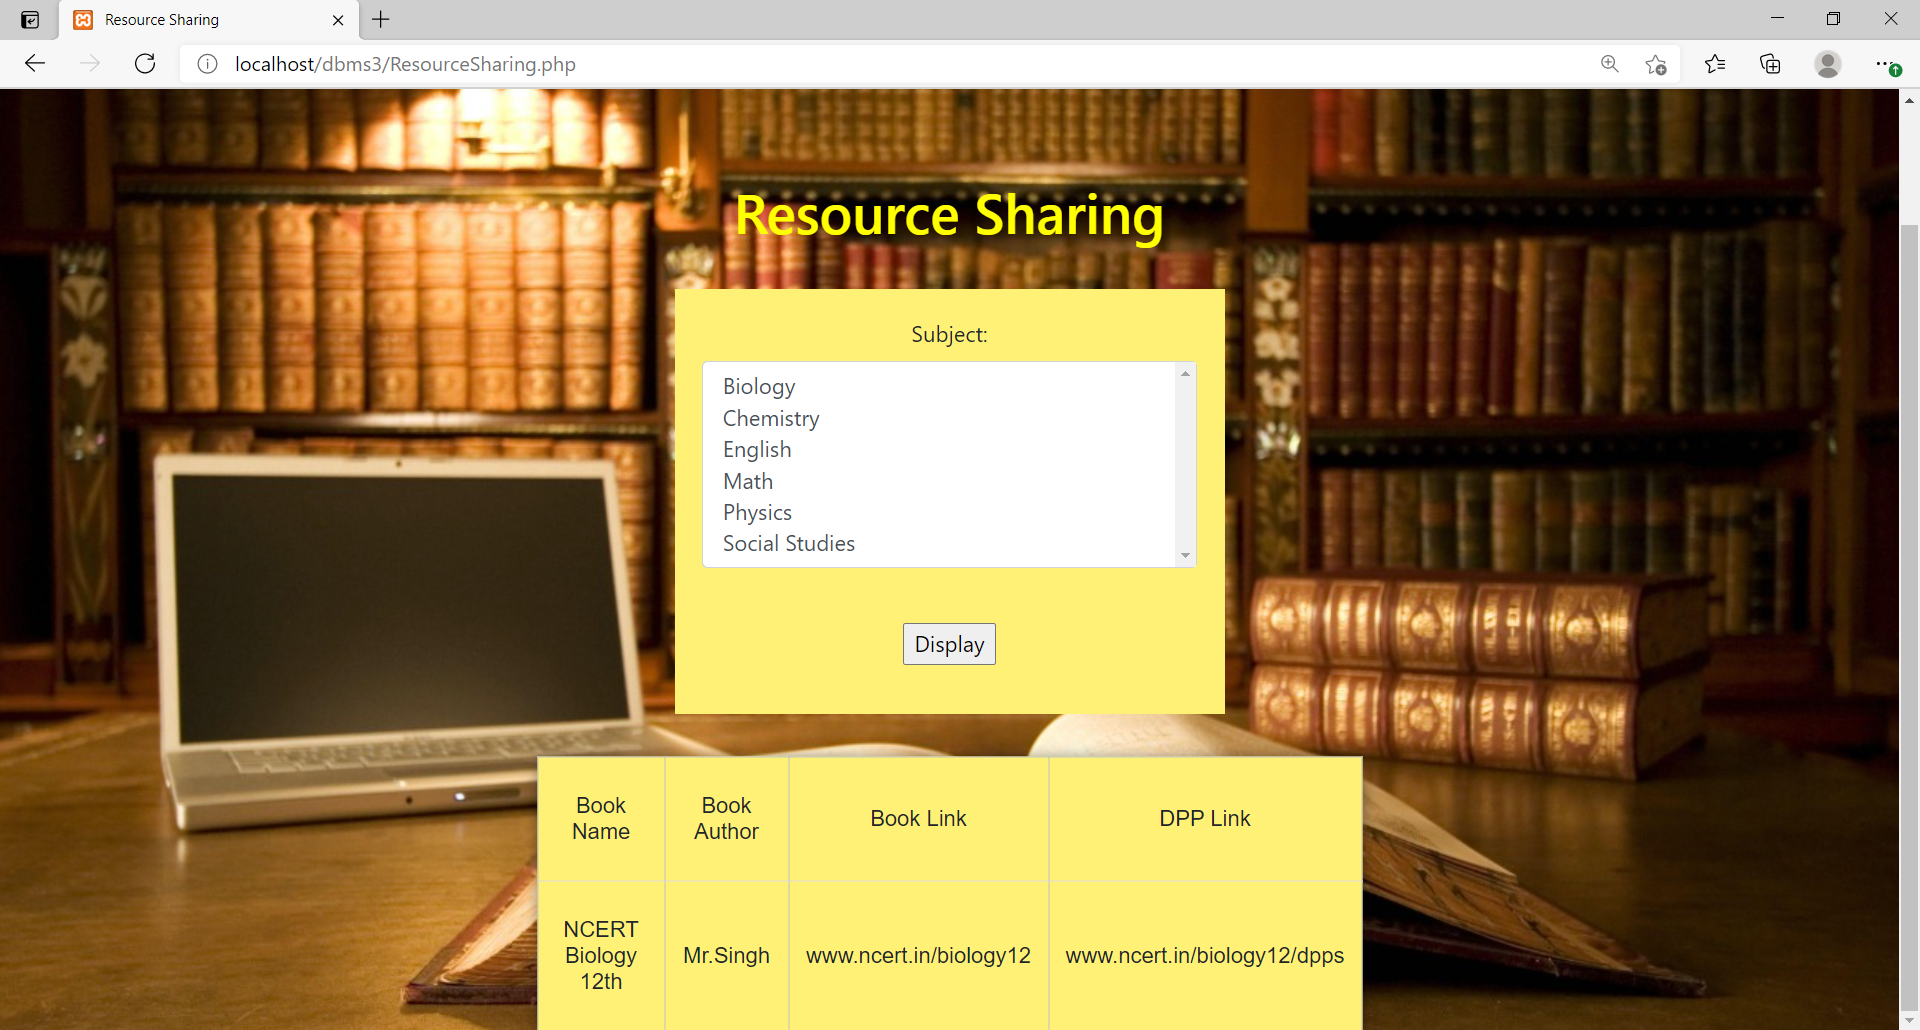 Resource Sharing
localhost/dbms3/ResourceSharing.php
Resource Sharing
Subject:
Biology
Chemistry
English
Math
Physics
Social Studies
Display
Book Name
Book Author
Book Link
DPP Link
NCERT Biology 12th
Mr.Singh
www.ncert.in/biology12
www.ncert.in/biology12/dpps